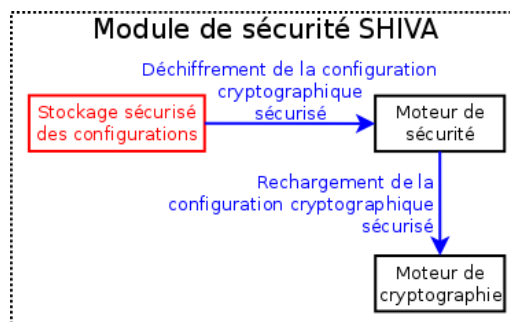 Module de sécurité SHIVA
Déchiffrement de la configuration
cryptographique
sécurisé
Stockage sécurisé
des configurations
Moteur de
sécurité
Rechargement de la
configuration cryptographique
sécurisé
Moteur de
cryptographie